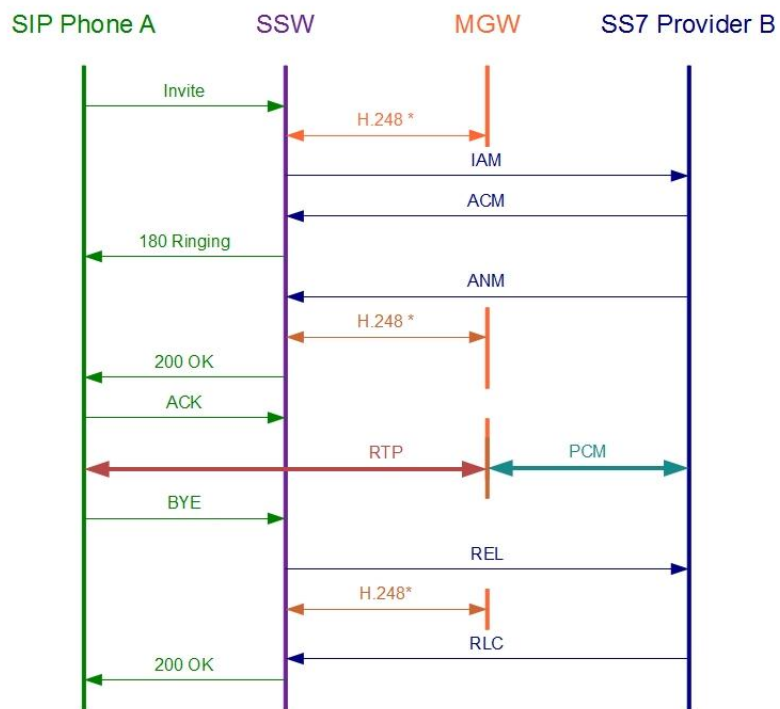 SIP Phone A
SSW
MGW
SS7 Provider B
Invite
H.248 *
IAM
ACM
180 Ringing
ANM
H.248 *
200 OK
ACK
RTP
PCM
BYE
REL
H.248*
RLC
200 OK